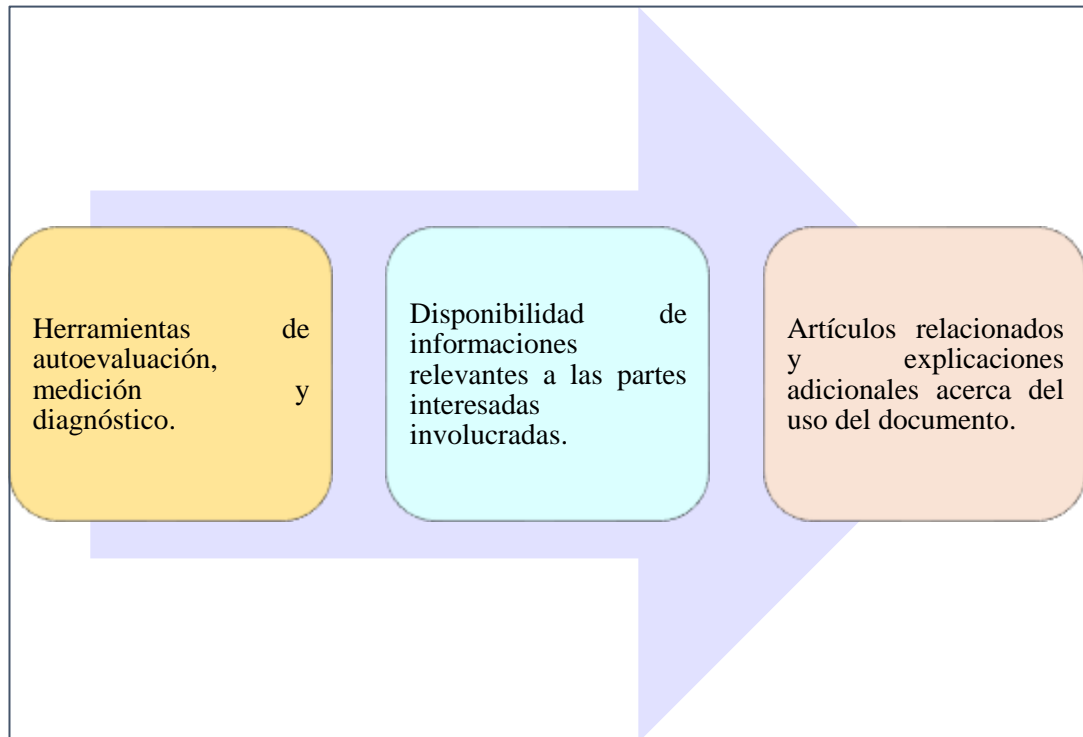 Herramientas de
autoevaluación,
medición y
diagnóstico.
Disponibilidad de
informaciones
relevantes a las partes
interesadas
involucradas.
Artículos relacionados
y explicaciones
adicionales acerca del
uso del documento.